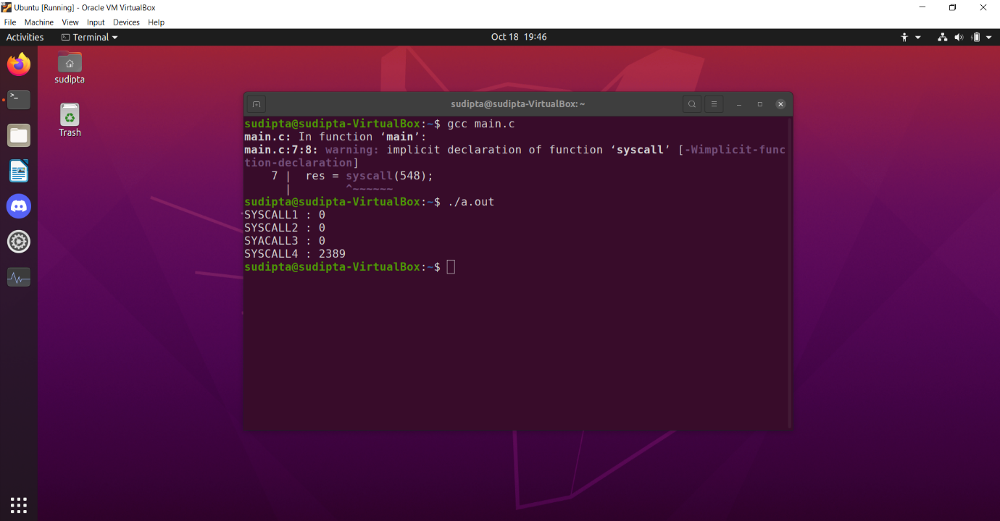 Ubuntu [Running] - Oracle VM VirtualBox
File Machine View Input Devices Help
Activities Terminal Oct 18 19:46
sudipta
Trash
sudipta@sudipta-VirtualBox: ~
sudipta@sudipta-VirtualBox:~$ gcc main.c
main.c: In function ‘main’:
main.c:7:8: warning: implicit declaration of function ‘syscall’ [-Wimplicit-func
tion-declaration]
7 | res = syscall(548);
| ^~~~~~~
sudipta@sudipta-VirtualBox:~$ ./a.out
SYSCALL1 : 0
SYSCALL2 : 0
SYACALL3 : 0
SYSCALL4 : 2389
sudipta@sudipta-VirtualBox:~$